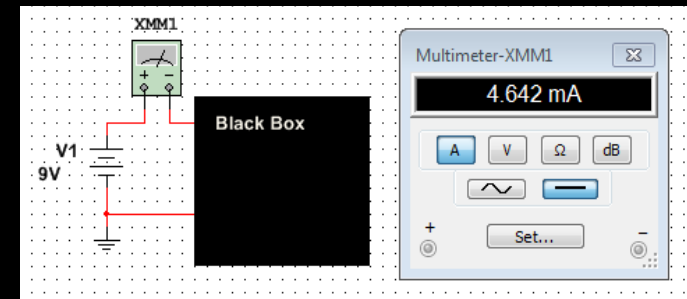 XMM1
+ −
Black Box
V1
9V
Multimeter-XMM1
4.642 mA
A V Ω dB
+ −
Set...